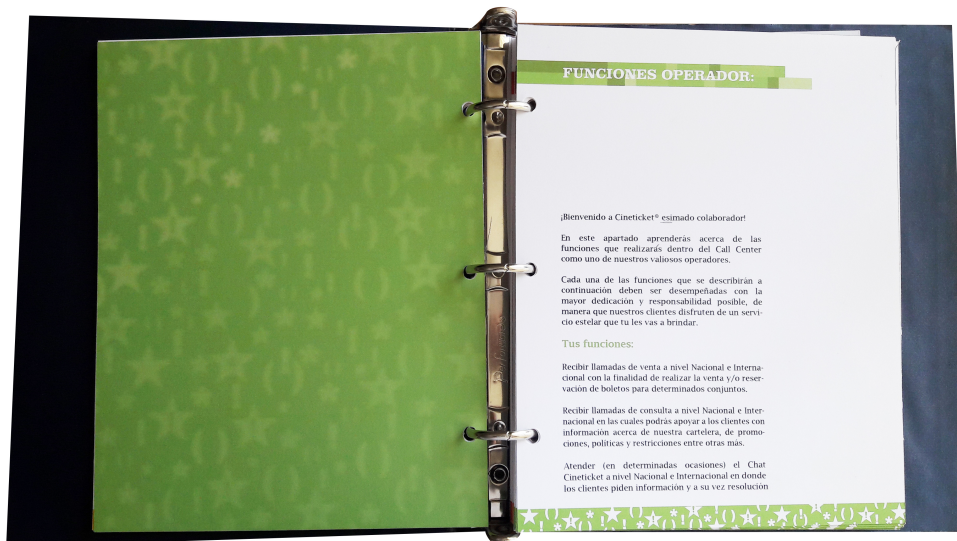 FUNCIONES OPERADOR:
¡Bienvenido a Cineticket® esimado colaborador!
En este apartado aprenderás acerca de las
funciones que realizarás dentro del Call Center
como uno de nuestros valiosos operadores.
Cada una de las funciones que se describirán a
continuación deben ser desempeñadas con la
mayor dedicación y responsabilidad posible, de
manera que nuestros clientes disfruten de un servi-
cio estelar que tu les vas a brindar.
Tus funciones:
Recibir llamadas de venta a nivel Nacional e Interna-
cional con la finalidad de realizar la venta y/o reser-
vación de boletos para determinados conjuntos.
Recibir llamadas de consulta a nivel Nacional e Inter-
nacional en las cuales podrás apoyar a los clientes con
información acerca de nuestra cartelera, de promo-
ciones, políticas y restricciones entre otras más.
Atender (en determinadas ocasiones) el Chat
Cineticket a nivel Nacional e Internacional en donde
los clientes piden información y a su vez resolución